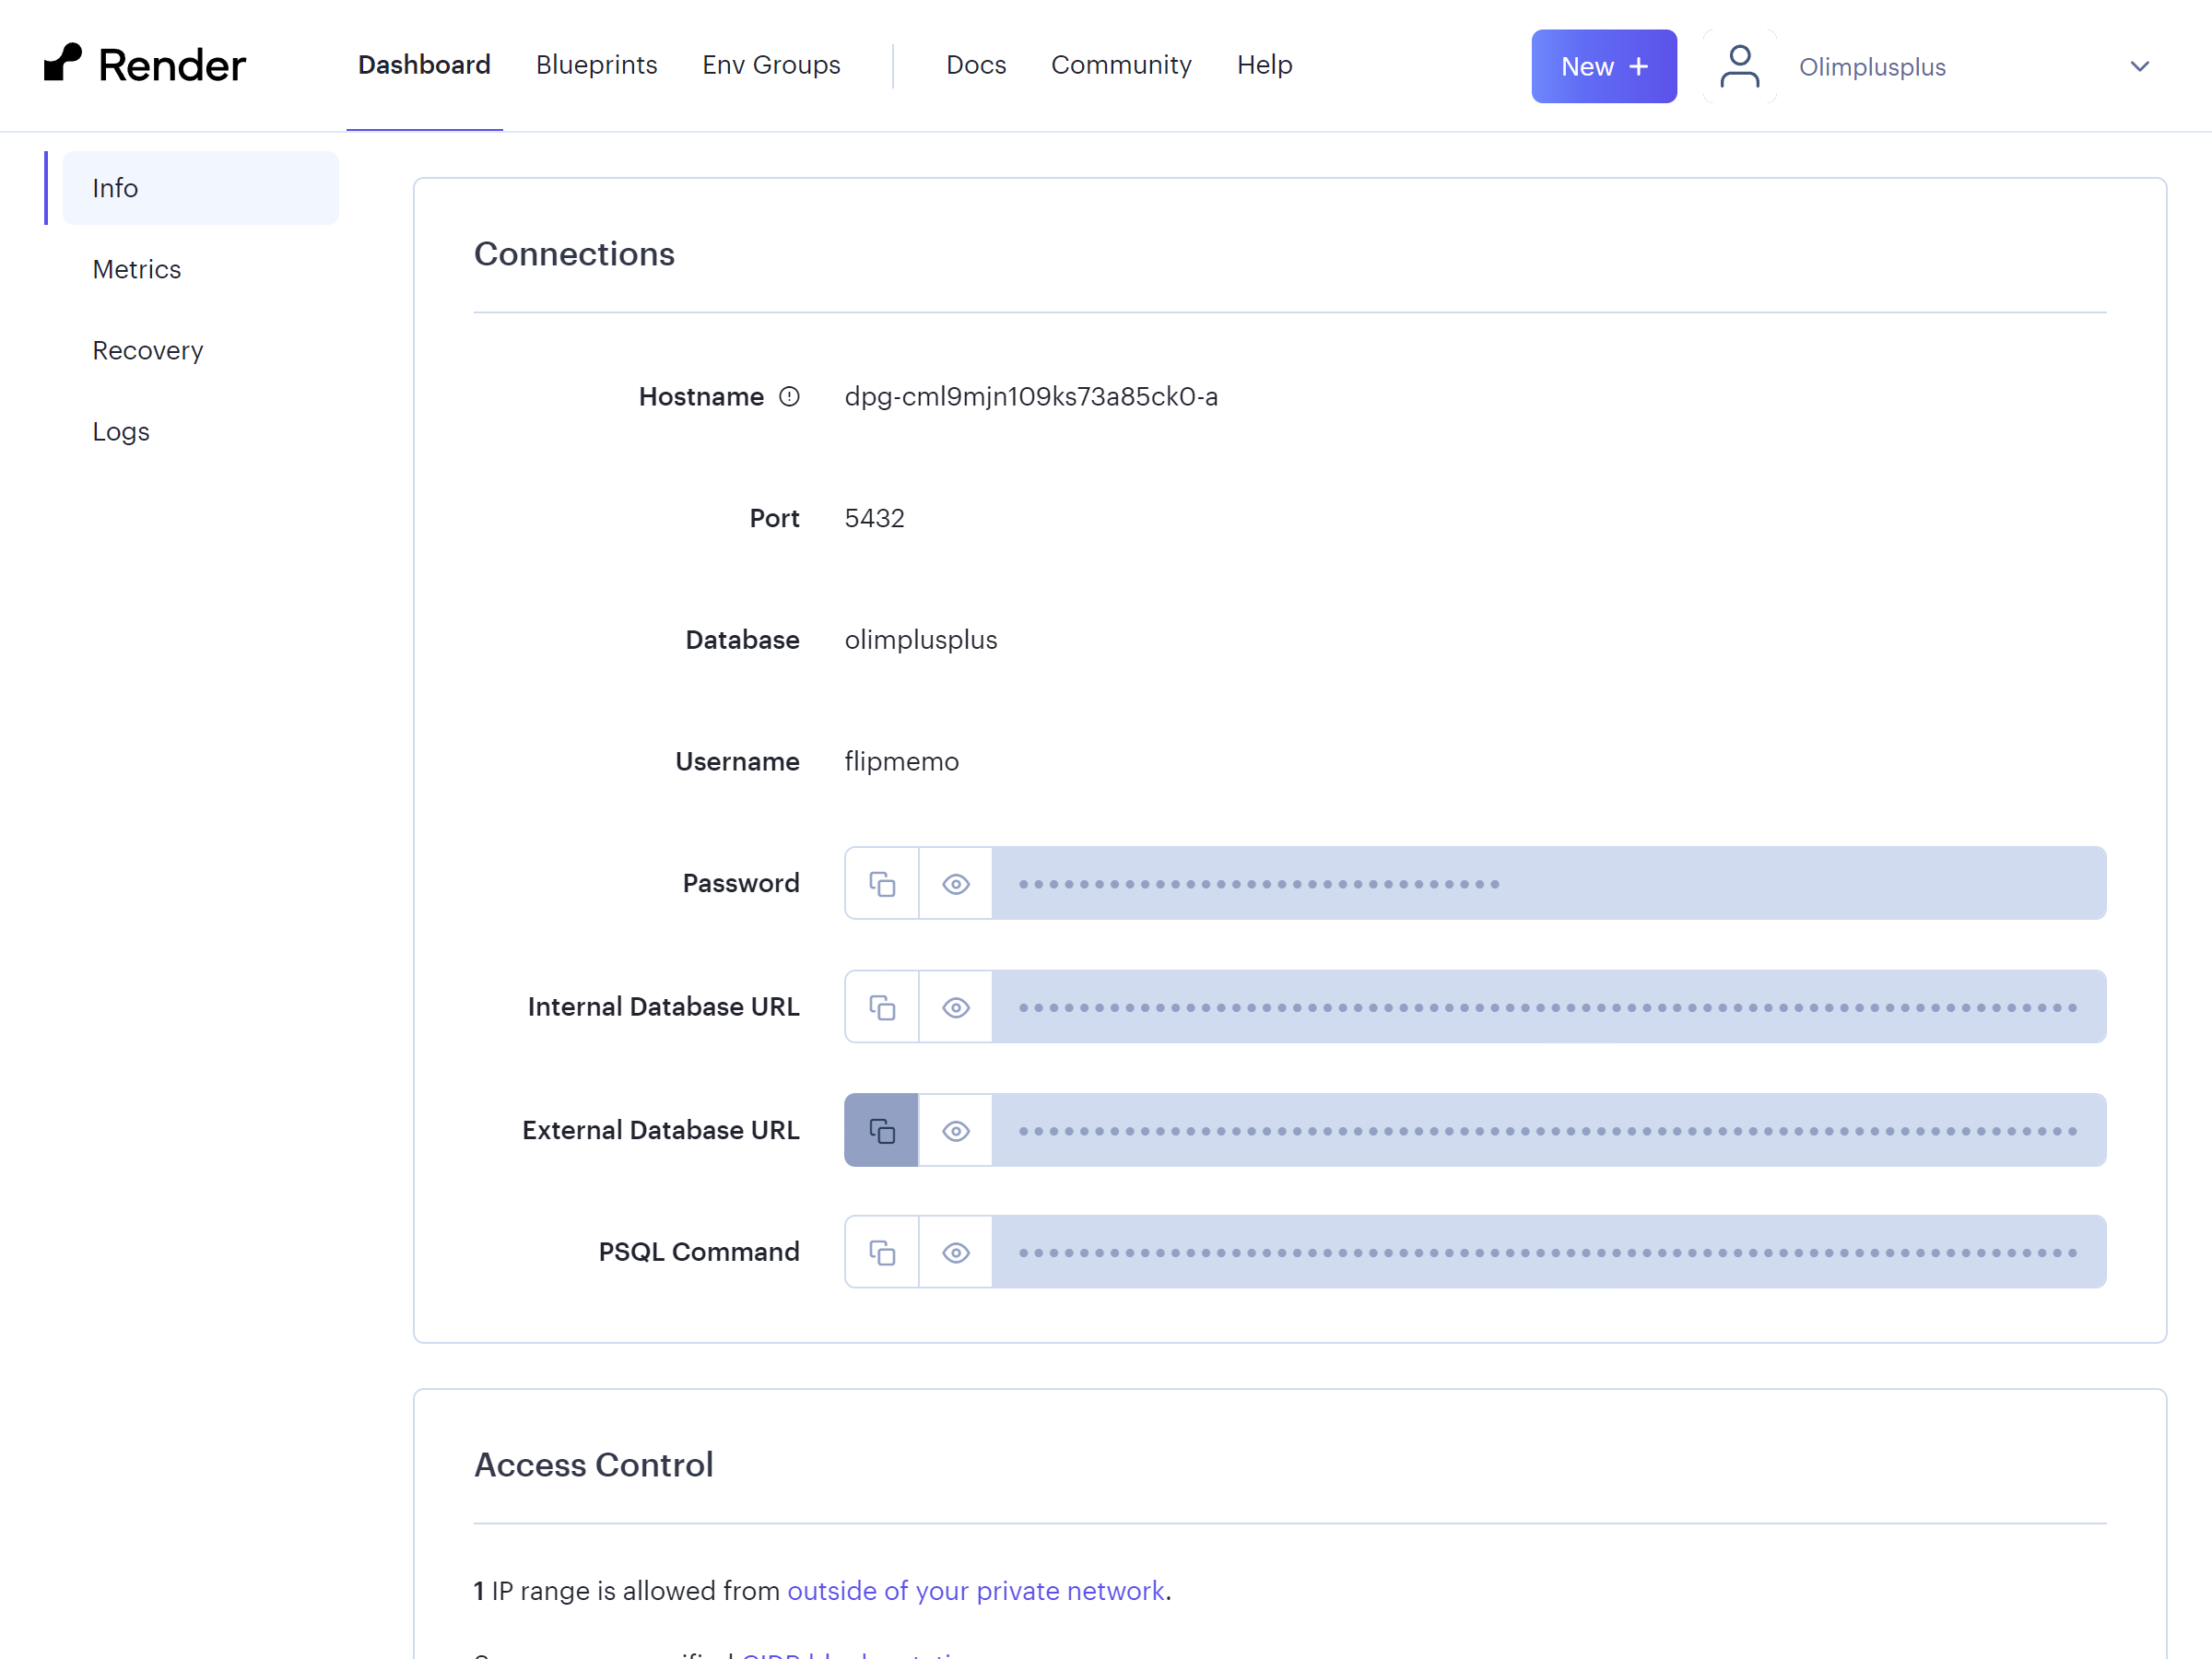 Render
Dashboard Blueprints Env Groups Docs Community Help New + Olimplusplus
Info
Metrics
Recovery
Logs
Connections
Hostname dpg-cml9mjn109ks73a85ck0-a
Port 5432
Database olimplusplus
Username flipmemo
Password
Internal Database URL
External Database URL
PSQL Command
Access Control
1 IP range is allowed from outside of your private network.